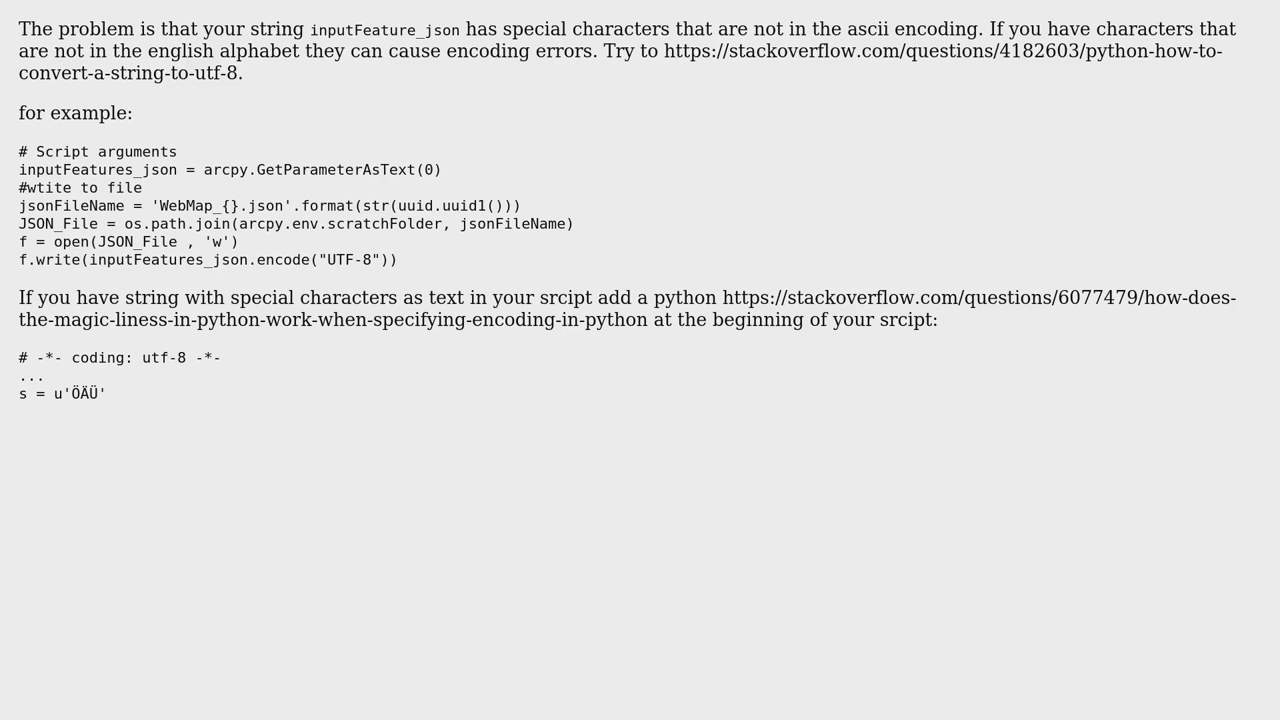 The problem is that your string inputFeature_json has special characters that are not in the ascii encoding. If you have characters that
are not in the english alphabet they can cause encoding errors. Try to https://stackoverflow.com/questions/4182603/python-how-to-
convert-a-string-to-utf-8.
for example:
# Script arguments
inputFeatures_json = arcpy.GetParameterAsText(0)
#wtite to file
jsonFileName = 'WebMap_{}.json'.format(str(uuid.uuid1()))
JSON_File = os.path.join(arcpy.env.scratchFolder, jsonFileName)
f = open(JSON_File , 'w')
f.write(inputFeatures_json.encode("UTF-8"))
If you have string with special characters as text in your srcipt add a python https://stackoverflow.com/questions/6077479/how-does-
the-magic-liness-in-python-work-when-specifying-encoding-in-python at the beginning of your srcipt:
# -*- coding: utf-8 -*-
...
s = u'ÖÄÜ'